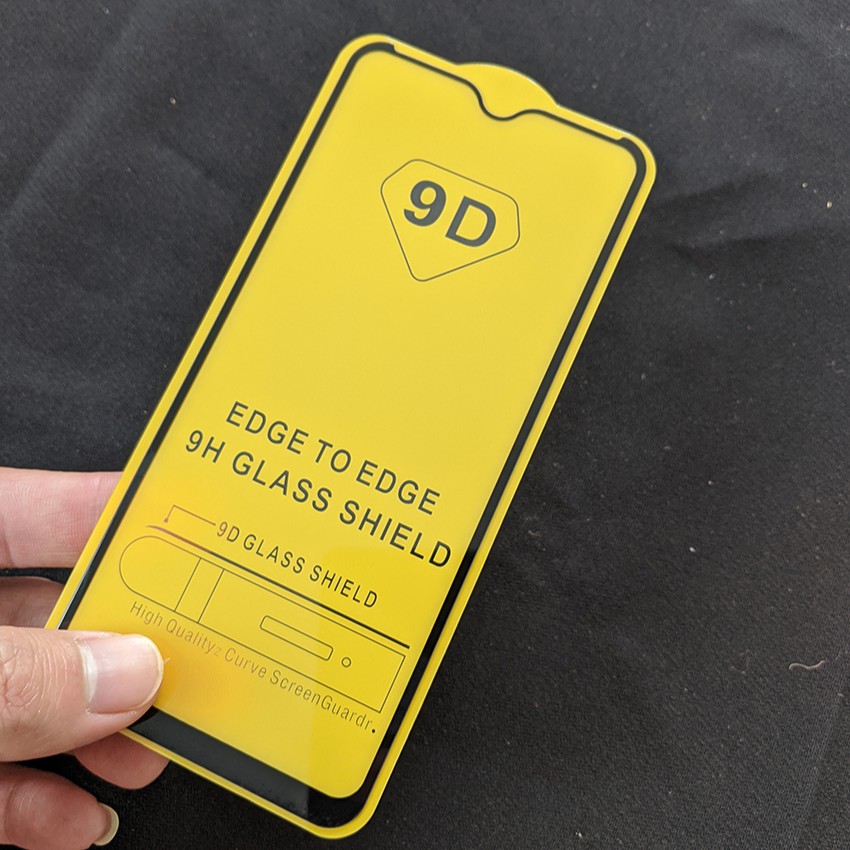 9D
EDGE TO EDGE
9H GLASS SHIELD
9D GLASS SHIELD
High Qualityz Curve ScreenGuardr.